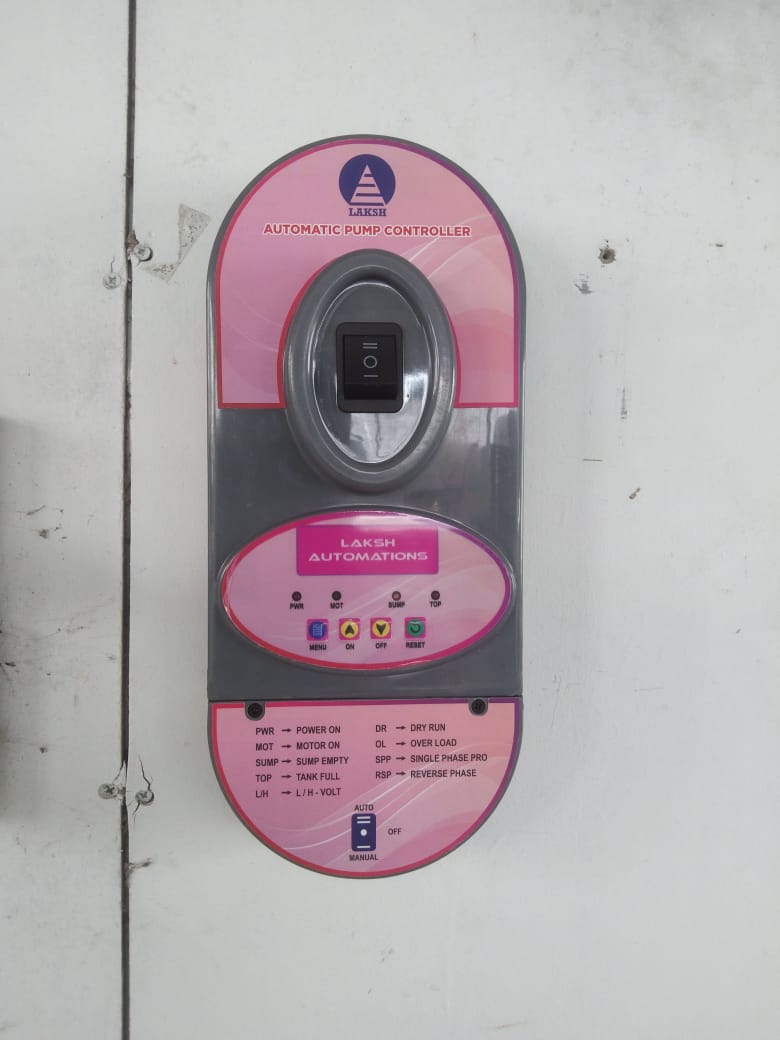 LAKSH
AUTOMATIC PUMP CONTROLLER
LAKSH
AUTOMATIONS
PWR MOT SUMP TOP
MENU ON OFF RESET
PWR → POWER ON
MOT → MOTOR ON
SUMP → SUMP EMPTY
TOP → TANK FULL
L/H → L / H - VOLT
DR → DRY RUN
OL → OVER LOAD
SPP → SINGLE PHASE PRO
RSP → REVERSE PHASE
AUTO
OFF
MANUAL